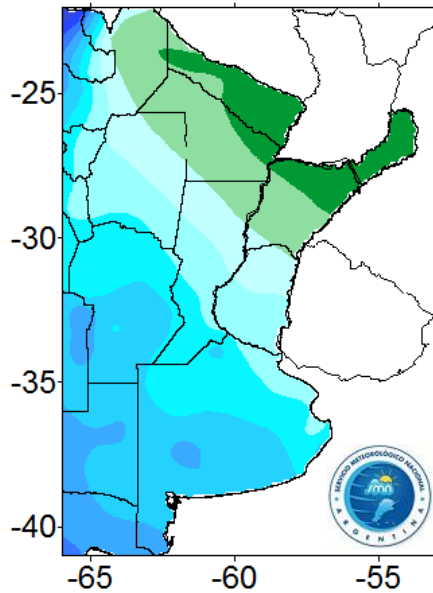 -25
-30
-35
-40
-65
-60
-55
SERVICIO METEOROLÓGICO NACIONAL
smn
ARGENTINA